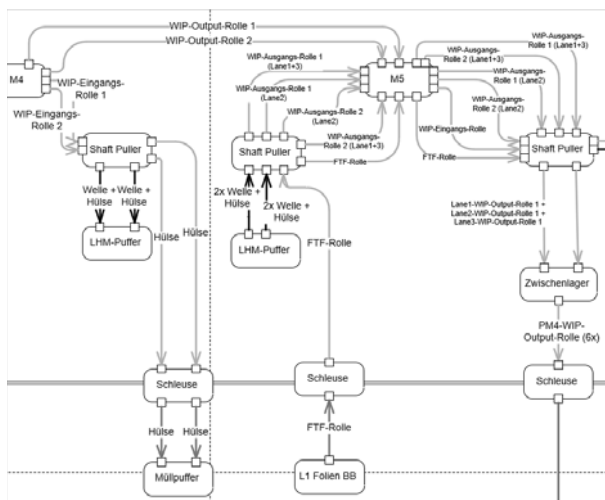 WIP-Output-Rolle 1
WIP-Output-Rolle 2
M4
WIP-Eingangs-
Rolle 1
WIP-Eingangs-
Rolle 2
Shaft Puller
Welle +
Hülse
Welle +
Hülse
LHM-Puffer
Hülse
Hülse
Schleuse
Hülse
Hülse
Müllpuffer
WIP-Ausgangs-Rolle 1
(Lane1+3)
WIP-Ausgangs-Rolle 1
(Lane2)
WIP-Ausgangs-Rolle 2
(Lane2)
WIP-Ausgangs-
Rolle 2 (Lane1+3)
FTF-Rolle
Shaft Puller
2x Welle +
Hülse
2x Welle +
Hülse
LHM-Puffer
FTF-Rolle
Schleuse
FTF-Rolle
L1 Folien BB
M5
WIP-Ausgangs-
Rolle 1 (Lane1+3)
WIP-Ausgangs-
Rolle 2 (Lane1+3)
WIP-Ausgangs-
Rolle 1 (Lane2)
WIP-Ausgangs-
Rolle 2 (Lane2)
WIP-Eingangs-Rolle
FTF-Rolle
Shaft Puller
Lane1-WIP-Output-Rolle 1 +
Lane2-WIP-Output-Rolle 1 +
Lane3-WIP-Output-Rolle 1
Zwischenlager
PM4-WIP-
Output-Rolle (6x)
Schleuse